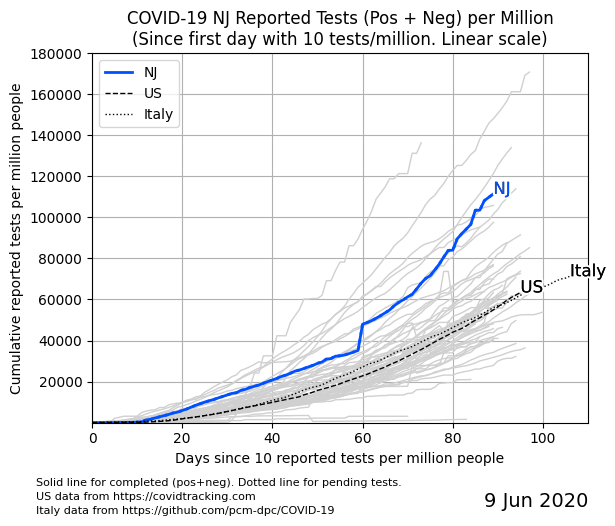 COVID-19 NJ Reported Tests (Pos + Neg) per Million
(Since first day with 10 tests/million. Linear scale)
Cumulative reported tests per million people
180000
160000
140000
120000
100000
80000
60000
40000
20000
NJ
US
Italy
NJ
Italy
US
0 20 40 60 80 100
Days since 10 reported tests per million people
Solid line for completed (pos+neg). Dotted line for pending tests.
US data from https://covidtracking.com
Italy data from https://github.com/pcm-dpc/COVID-19
9 Jun 2020